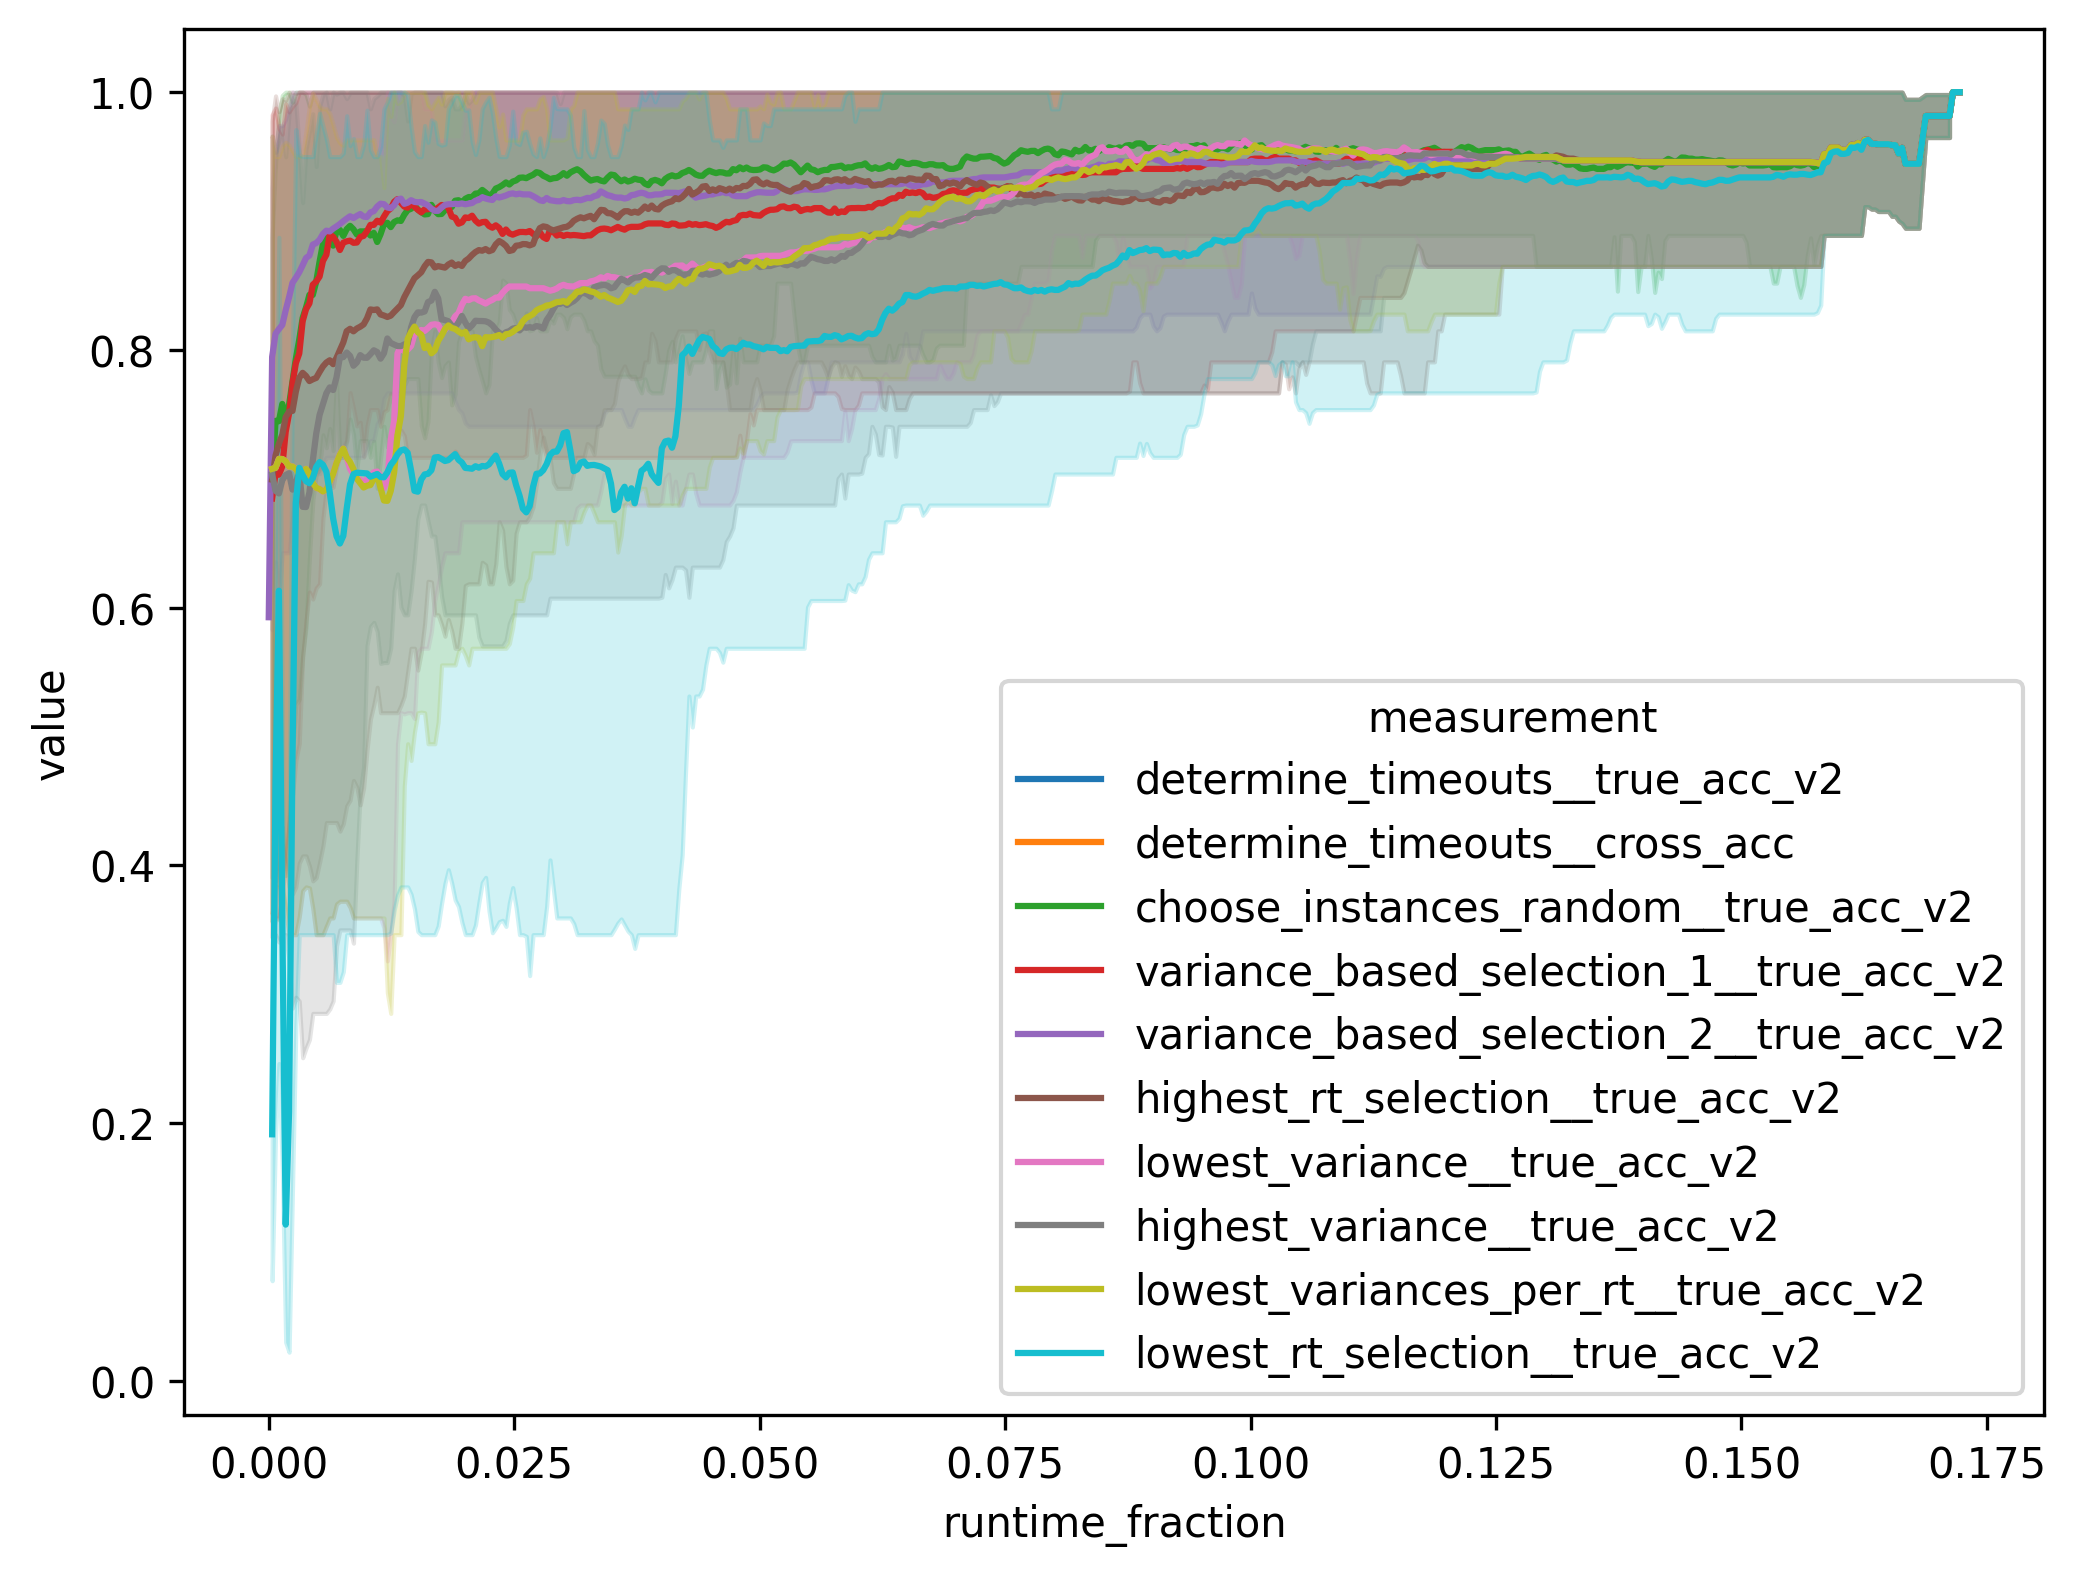 1.0
0.8
0.6
0.4
0.2
0.0
value
0.000 0.025 0.050 0.075 0.100 0.125 0.150 0.175
runtime_fraction
measurement
determine_timeouts__true_acc_v2
determine_timeouts__cross_acc
choose_instances_random__true_acc_v2
variance_based_selection_1__true_acc_v2
variance_based_selection_2__true_acc_v2
highest_rt_selection__true_acc_v2
lowest_variance__true_acc_v2
highest_variance__true_acc_v2
lowest_variances_per_rt__true_acc_v2
lowest_rt_selection__true_acc_v2